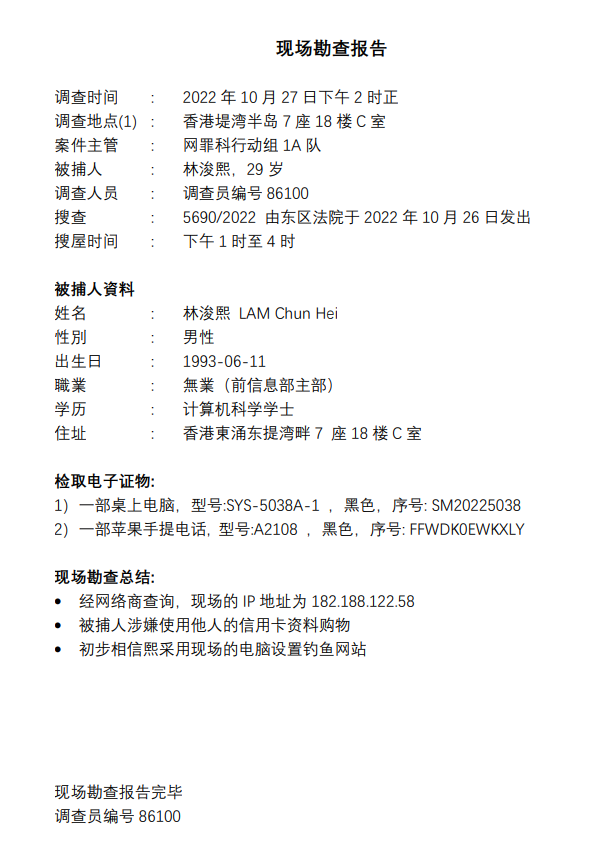 现场勘查报告
调查时间 : 2022 年 10 月 27 日下午 2 时正
调查地点(1) : 香港堤湾半岛 7 座 18 楼 C 室
案件主管 : 网罪科行动组 1A 队
被捕人 : 林浚熙，29 岁
调查人员 : 调查员编号 86100
搜查 : 5690/2022 由东区法院于 2022 年 10 月 26 日发出
搜屋时间 : 下午 1 时至 4 时
被捕人資料
姓名 : 林浚熙 LAM Chun Hei
性別 : 男性
出生日 : 1993-06-11
職業 : 無業（前信息部主部）
学历 : 计算机科学学士
住址 : 香港東涌东提湾畔 7 座 18 楼 C 室
检取电子证物:
1）一部桌上电脑，型号:SYS-5038A-1 ，黑色，序号: SM20225038
2）一部苹果手提电话, 型号:A2108 ，黑色，序号: FFWDK0EWKXLY
现场勘查总结:
• 经网络商查询，现场的 IP 地址为 182.188.122.58
• 被捕人涉嫌使用他人的信用卡资料购物
• 初步相信熙采用现场的电脑设置钓鱼网站
现场勘查报告完毕
调查员编号 86100